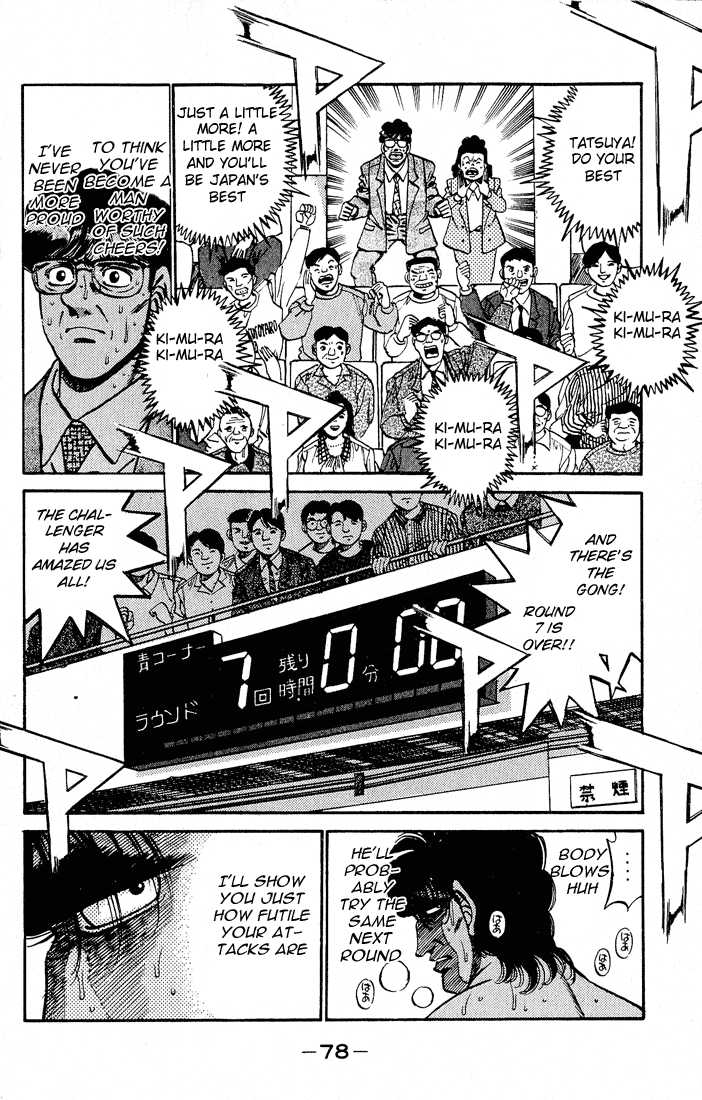 TATSUYA!
DO YOUR
BEST
JUST A LITTLE
MORE! A
LITTLE MORE
AND YOU'LL
BE JAPAN'S
BEST
KI-MU-RA
KI-MU-RA
KI-MU-RA
KI-MU-RA
KI-MU-RA
KI-MU-RA
TO THINK
YOU'VE
BECOME A
MAN
WORTHY
OF SUCH
CHEERS!
I'VE
NEVER
BEEN
MORE
PROUD
AND
THERE'S
THE
GONG!
ROUND
7 IS
OVER!!
THE CHAL-
LENGER
HAS
AMAZED US
ALL!
青コーナー
ラウンド
7回
残り
時間
0分 00
禁煙
BODY
BLOWS
HUH
....
HE'LL
PROB-
ABLY
TRY THE
SAME
NEXT
ROUND
はぁ
はぁ
はぁ
はぁ
I'LL SHOW
YOU JUST
HOW FUTILE
YOUR AT-
TACKS ARE
-78-